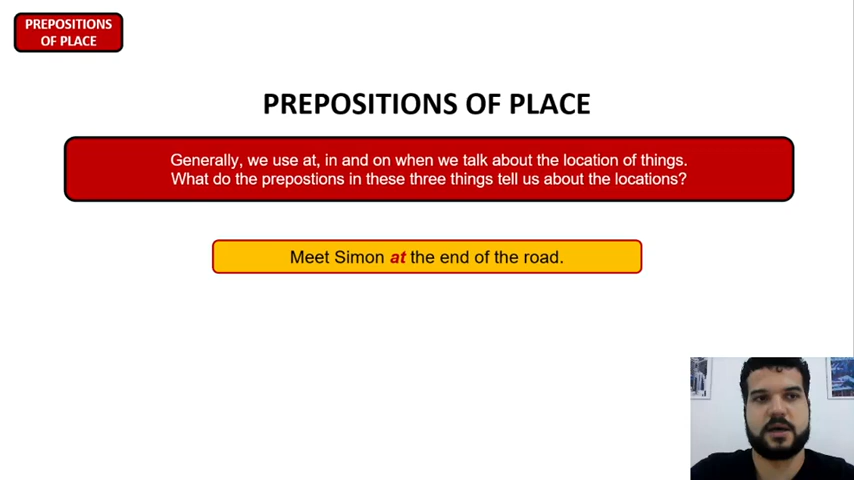 PREPOSITIONS
OF PLACE
PREPOSITIONS OF PLACE
Generally, we use at, in and on when we talk about the location of things.
What do the prepostions in these three things tell us about the locations?
Meet Simon at the end of the road.